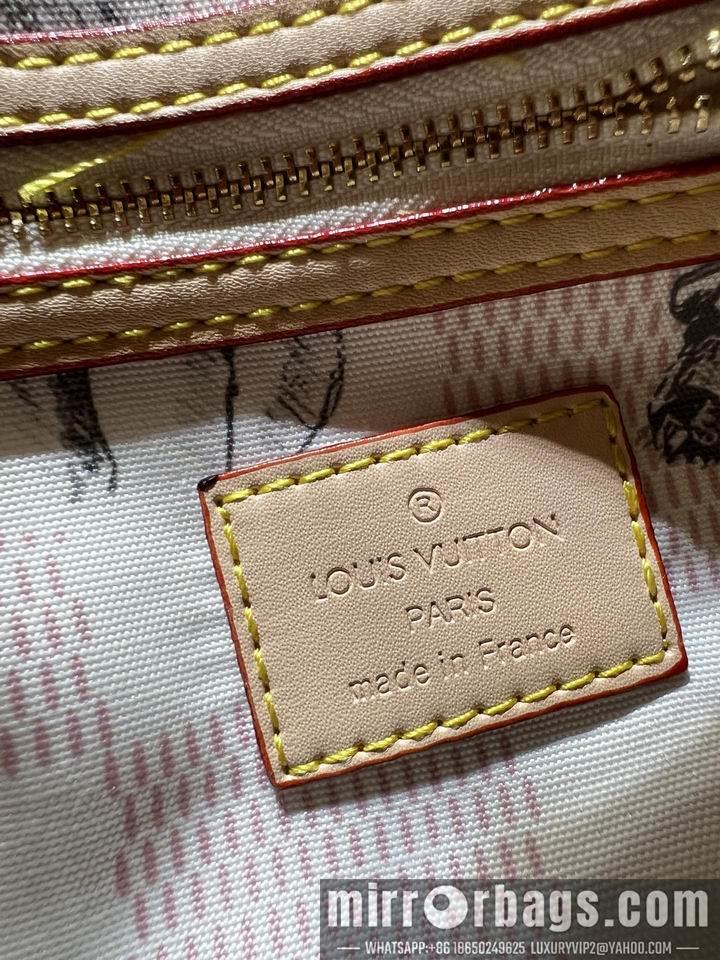 ®
LOUIS VUITTON
PARIS
made in France
mirrorbags.com
WHATSAPP:+86 18650249625 LUXURYVIP2@YAHOO.COM